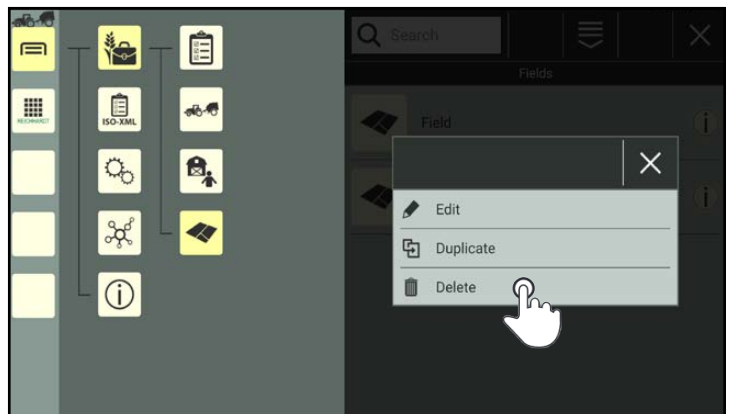 Search
Fields
REICHHARDT
ISO-XML
Field
Edit
Duplicate
Delete